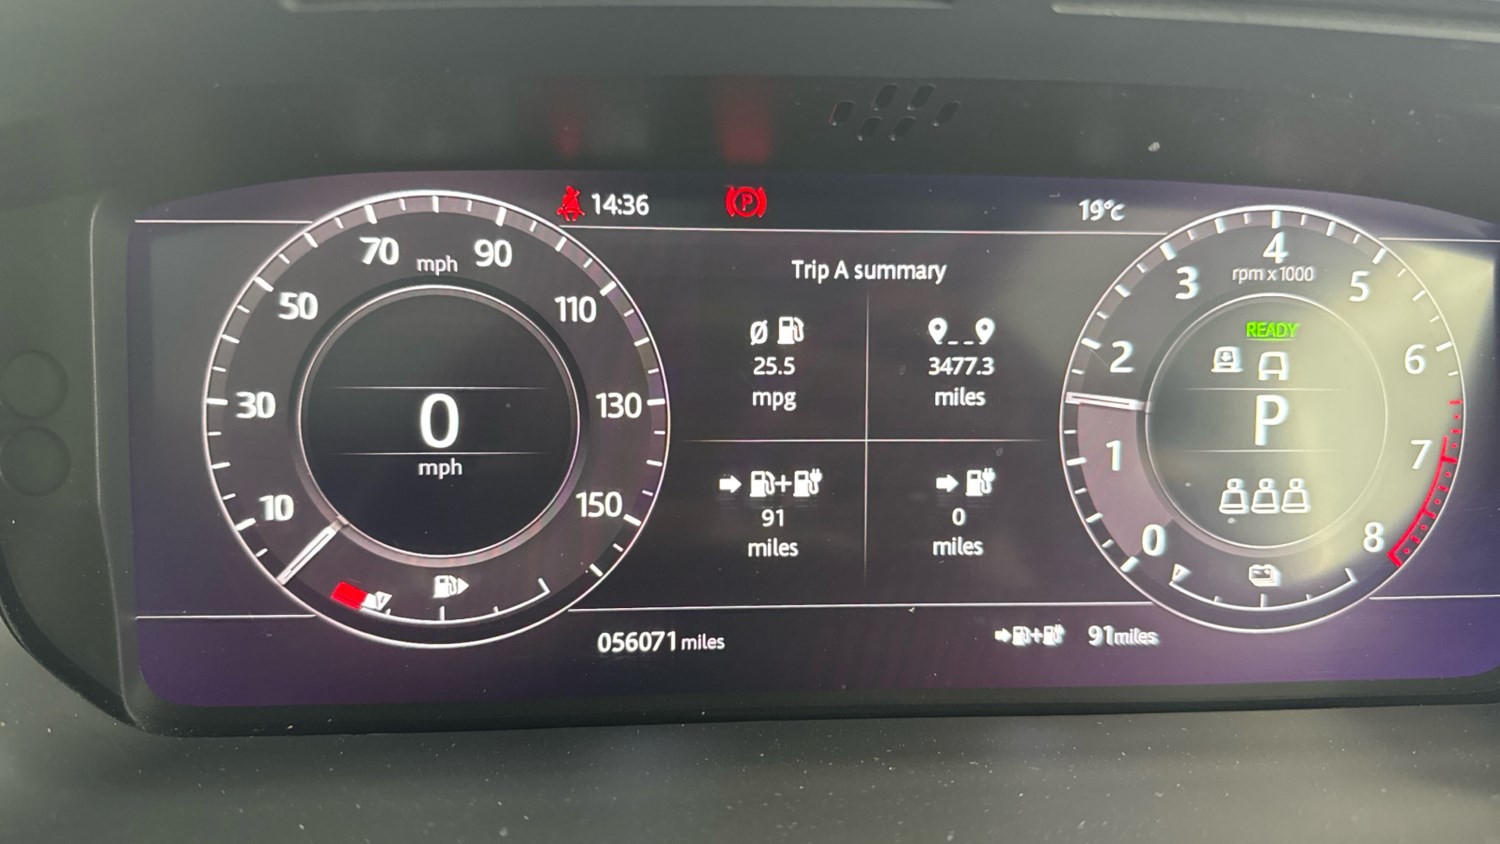 14:36
P
19°C
70
mph
90
50
110
30
130
10
150
0
mph
Trip A summary
Ø
25.5
mpg
3477.3
miles
91
miles
0
miles
4
rpm x 1000
3
5
READY
2
6
P
1
7
0
8
056071 miles
91 miles